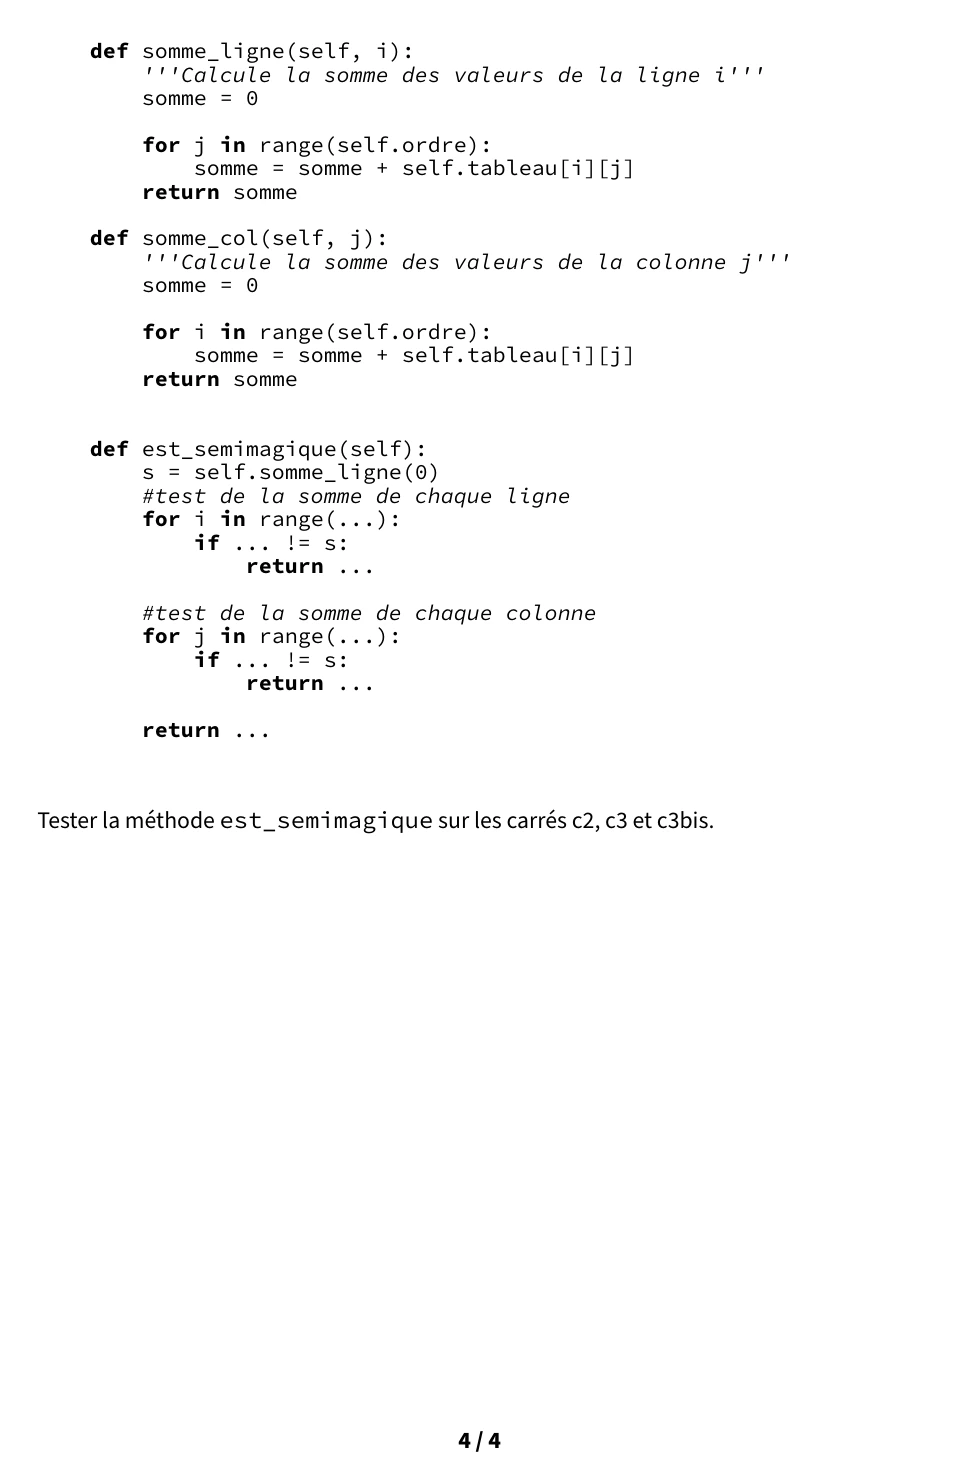 def somme_ligne(self, i):
'''Calcule la somme des valeurs de la ligne i'''
somme = 0
for j in range(self.ordre):
somme = somme + self.tableau[i][j]
return somme
def somme_col(self, j):
'''Calcule la somme des valeurs de la colonne j'''
somme = 0
for i in range(self.ordre):
somme = somme + self.tableau[i][j]
return somme
def est_semimagique(self):
s = self.somme_ligne(0)
#test de la somme de chaque ligne
for i in range(...):
if ... != s:
return ...
#test de la somme de chaque colonne
for j in range(...):
if ... != s:
return ...
return ...
Tester la méthode est_semimagique sur les carrés c2, c3 et c3bis.
4 / 4